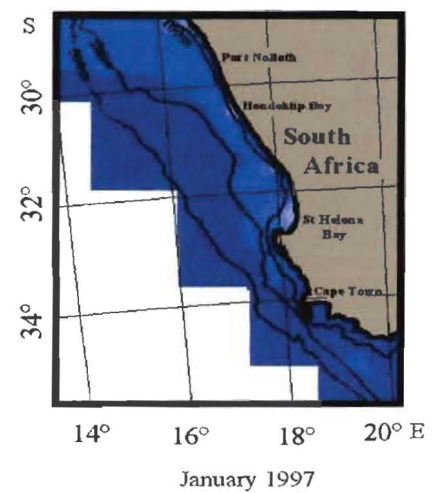 S
Port Nolloth
30°
Hondeklip Bay
South
Africa
32°
St Helena
Bay
Cape Town
34°
14° 16° 18° 20° E
January 1997